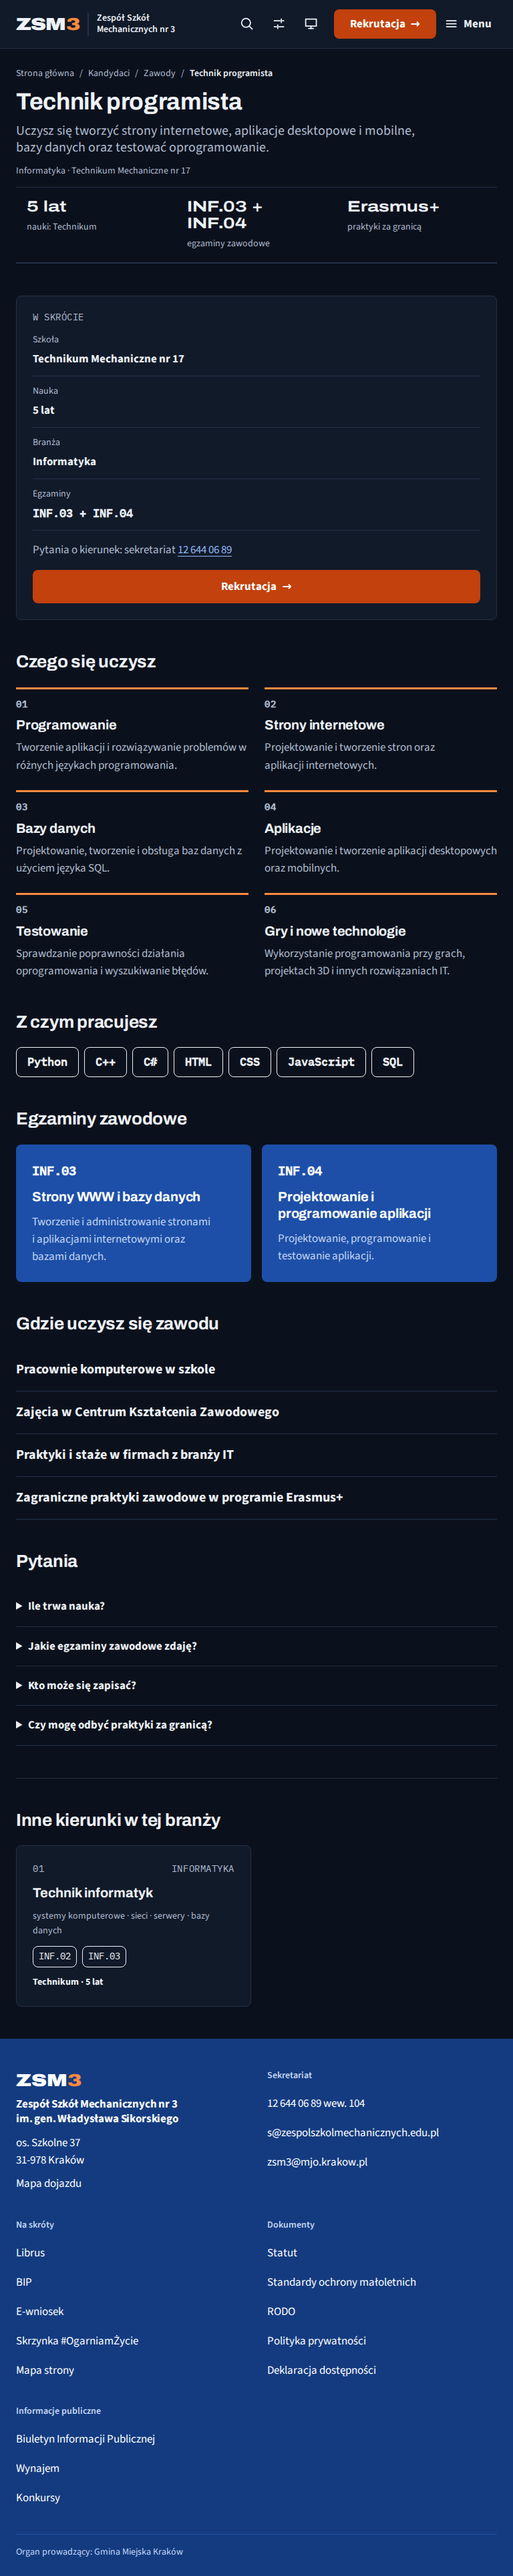 ZSM3
Zespół Szkół
Mechanicznych nr 3
Rekrutacja →
Menu
Strona główna / Kandydaci / Zawody / Technik programista
Technik programista
Uczysz się tworzyć strony internetowe, aplikacje desktopowe i mobilne,
bazy danych oraz testować oprogramowanie.
Informatyka · Technikum Mechaniczne nr 17
5 lat
nauki: Technikum
INF.03 +
INF.04
egzaminy zawodowe
Erasmus+
praktyki za granicą
W SKRÓCIE
Szkoła
Technikum Mechaniczne nr 17
Nauka
5 lat
Branża
Informatyka
Egzaminy
INF.03 + INF.04
Pytania o kierunek: sekretariat 12 644 06 89
Rekrutacja →
Czego się uczysz
01
Programowanie
Tworzenie aplikacji i rozwiązywanie problemów w
różnych językach programowania.
02
Strony internetowe
Projektowanie i tworzenie stron oraz
aplikacji internetowych.
03
Bazy danych
Projektowanie, tworzenie i obsługa baz danych z
użyciem języka SQL.
04
Aplikacje
Projektowanie i tworzenie aplikacji desktopowych
oraz mobilnych.
05
Testowanie
Sprawdzanie poprawności działania
oprogramowania i wyszukiwanie błędów.
06
Gry i nowe technologie
Wykorzystanie programowania przy grach,
projektach 3D i innych rozwiązaniach IT.
Z czym pracujesz
Python
C++
C#
HTML
CSS
JavaScript
SQL
Egzaminy zawodowe
INF.03
Strony WWW i bazy danych
Tworzenie i administrowanie stronami
i aplikacjami internetowymi oraz
bazami danych.
INF.04
Projektowanie i
programowanie aplikacji
Projektowanie, programowanie i
testowanie aplikacji.
Gdzie uczysz się zawodu
Pracownie komputerowe w szkole
Zajęcia w Centrum Kształcenia Zawodowego
Praktyki i staże w firmach z branży IT
Zagraniczne praktyki zawodowe w programie Erasmus+
Pytania
Ile trwa nauka?
Jakie egzaminy zawodowe zdaję?
Kto może się zapisać?
Czy mogę odbyć praktyki za granicą?
Inne kierunki w tej branży
01
INFORMATYKA
Technik informatyk
systemy komputerowe · sieci · serwery · bazy
danych
INF.02
INF.03
Technikum · 5 lat
ZSM3
Zespół Szkół Mechanicznych nr 3
im. gen. Władysława Sikorskiego
os. Szkolne 37
31-978 Kraków
Mapa dojazdu
Sekretariat
12 644 06 89 wew. 104
s@zespolszkolmechanicznych.edu.pl
zsm3@mjo.krakow.pl
Na skróty
Librus
BIP
E-wniosek
Skrzynka #OgarniamŻycie
Mapa strony
Dokumenty
Statut
Standardy ochrony małoletnich
RODO
Polityka prywatności
Deklaracja dostępności
Informacje publiczne
Biuletyn Informacji Publicznej
Wynajem
Konkursy
Organ prowadzący: Gmina Miejska Kraków